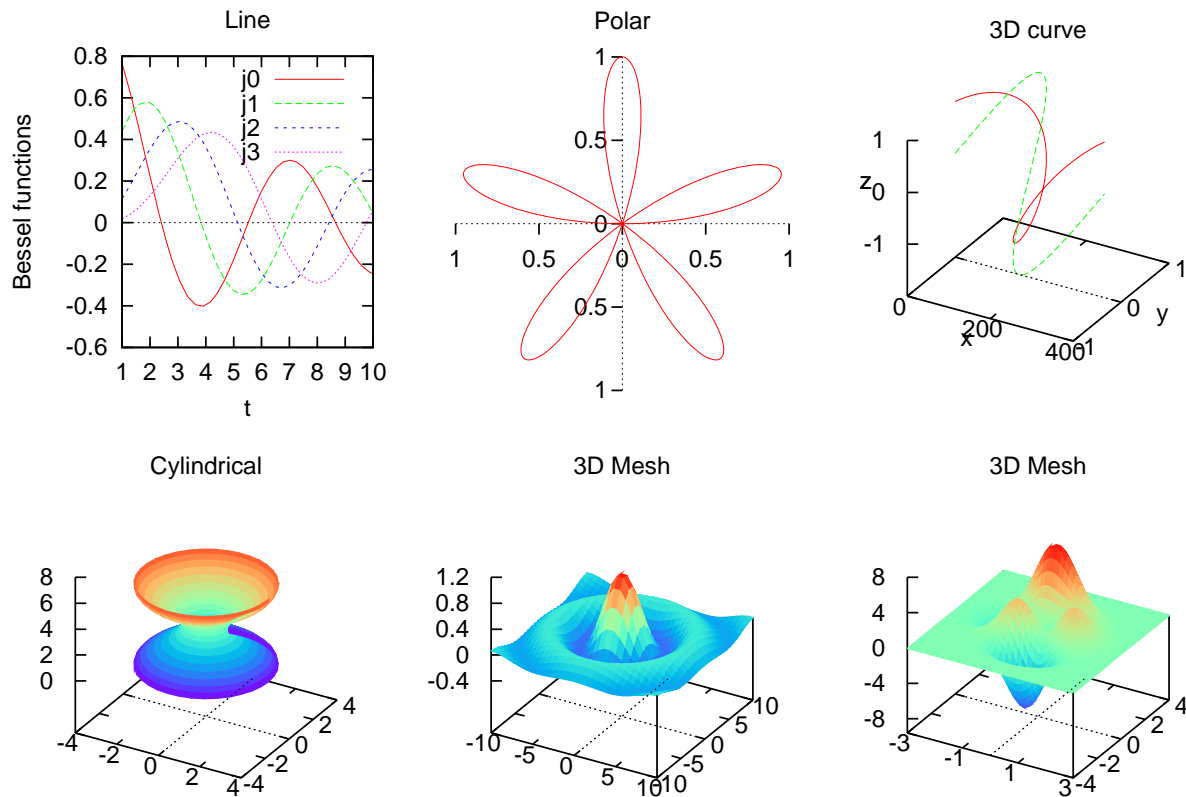 Line
Bessel functions
0.8
0.6
0.4
0.2
0
-0.2
-0.4
-0.6
j0
j1
j2
j3
1 2 3 4 5 6 7 8 9 10
t
Polar
1
0.5
0
0.5
1
1 0.5 0 0.5 1
3D curve
1
0
-1
z
0 200 400
x
-1 0 1
y
Cylindrical
8
6
4
2
0
-4 -2 0 2 4
-4 -2 0 2 4
3D Mesh
1.2
0.8
0.4
0
-0.4
-10 -5 0 5 10
-10 -5 0 5 10
3D Mesh
8
4
0
-4
-8
-3 -1 1 3
-4 -2 0 2 4